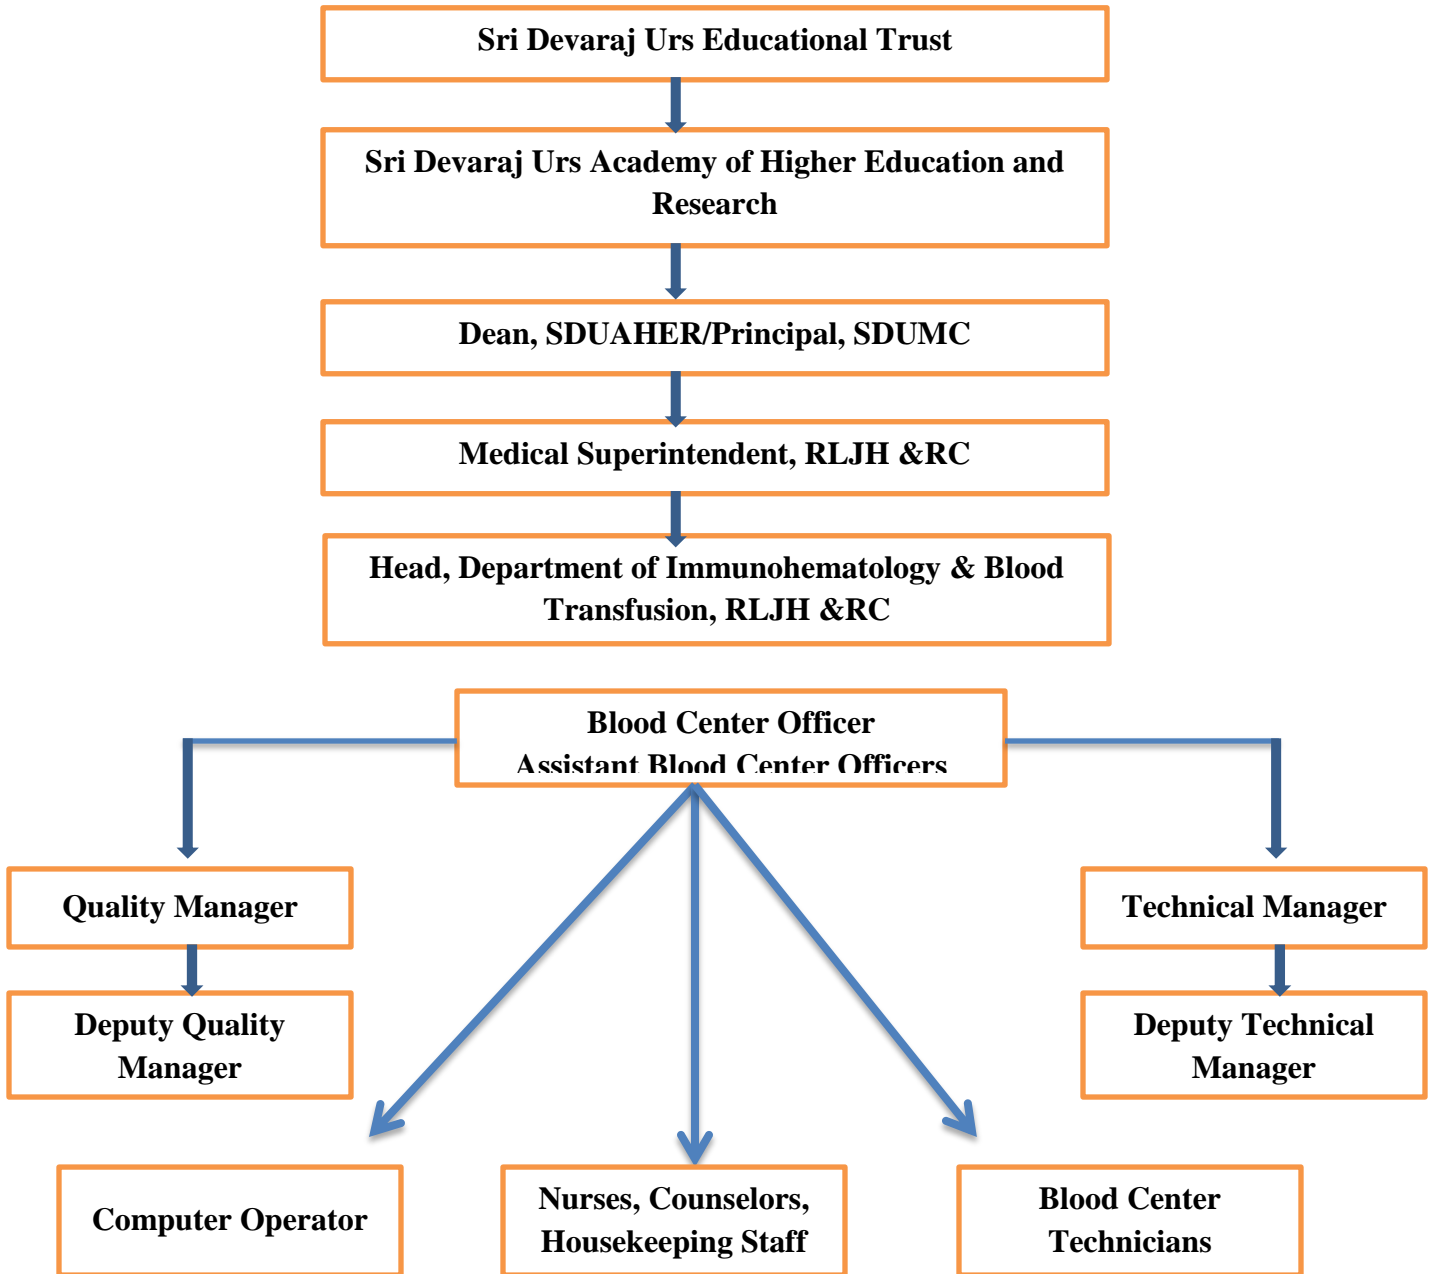 Sri Devaraj Urs Educational Trust
Sri Devaraj Urs Academy of Higher Education and
Research
Dean, SDUAHER/Principal, SDUMC
Medical Superintendent, RLJH &RC
Head, Department of Immunohematology & Blood
Transfusion, RLJH &RC
Blood Center Officer
Assistant Blood Center Officers
Quality Manager
Technical Manager
Deputy Quality
Manager
Deputy Technical
Manager
Computer Operator
Nurses, Counselors,
Housekeeping Staff
Blood Center
Technicians